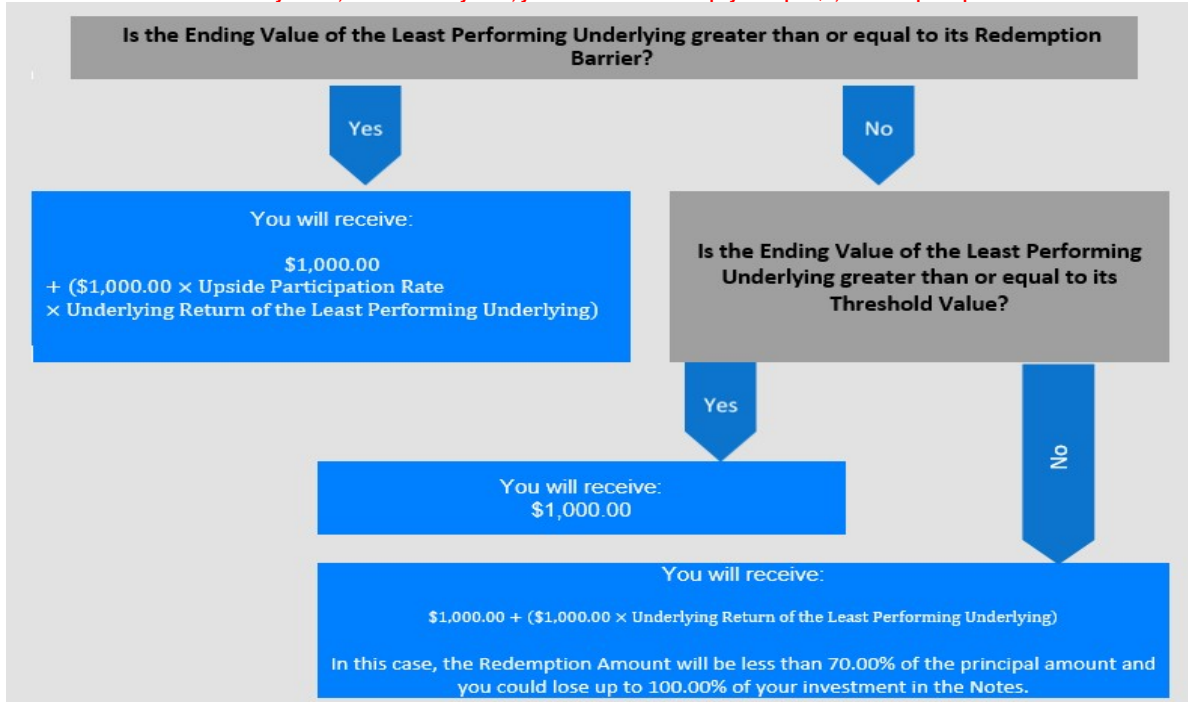 Is the Ending Value of the Least Performing Underlying greater than or equal to its Redemption
Barrier?
Yes
No
You will receive:
$1,000.00
+ ($1,000.00 × Upside Participation Rate
× Underlying Return of the Least Performing Underlying)
Is the Ending Value of the Least Performing
Underlying greater than or equal to its
Threshold Value?
Yes
No
You will receive:
$1,000.00
You will receive:
$1,000.00 + ($1,000.00 × Underlying Return of the Least Performing Underlying)
In this case, the Redemption Amount will be less than 70.00% of the principal amount and
you could lose up to 100.00% of your investment in the Notes.